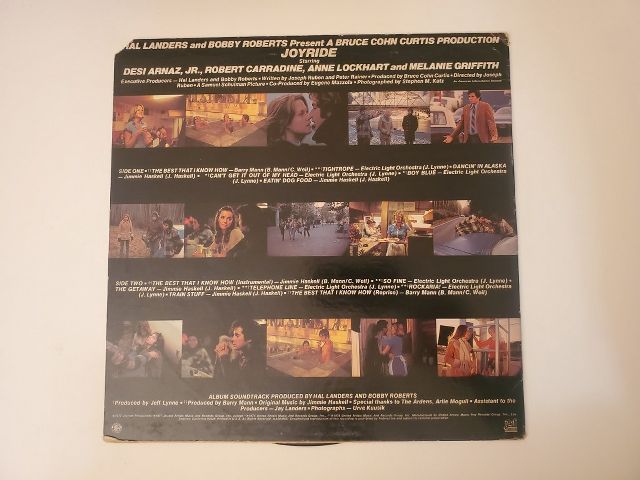 HAL LANDERS and BOBBY ROBERTS Present A BRUCE COHN CURTIS PRODUCTION
JOYRIDE
Starring
DESI ARNAZ, JR., ROBERT CARRADINE, ANNE LOCKHART and MELANIE GRIFFITH
Executive Producers — Hal Landers and Bobby Roberts • Written by Joseph Ruben and Peter Rainer • Produced by Bruce Cohn Curtis • Directed by Joseph
Ruben • A Samuel Schulman Picture • Co-Produced by Eugene Mazzola • Photographed by Stephen M. Katz
SIDE ONE • THE BEST THAT I KNOW HOW — Barry Mann (B. Mann/C. Weil) • TIGHTROPE — Electric Light Orchestra (J. Lynne) • DANCIN' IN ALASKA
— Jimmie Haskell (J. Haskell) • CAN'T GET IT OUT OF MY HEAD — Electric Light Orchestra (J. Lynne) • BOY BLUE — Electric Light Orchestra
(J. Lynne) • EATIN' DOG FOOD — Jimmie Haskell (J. Haskell)
SIDE TWO • THE BEST THAT I KNOW HOW (Instrumental) — Jimmie Haskell (B. Mann/C. Weil) • SO FINE — Electric Light Orchestra (J. Lynne) •
THE GETAWAY — Jimmie Haskell (J. Haskell) • TELEPHONE LINE — Electric Light Orchestra (J. Lynne) • ROCKARIA! — Electric Light Orchestra
(J. Lynne) • TRAIN STUFF — Jimmie Haskell (J. Haskell) • THE BEST THAT I KNOW HOW (Reprise) — Barry Mann (B. Mann/C. Weil)
ALBUM SOUNDTRACK PRODUCED BY HAL LANDERS AND BOBBY ROBERTS
Produced by Jeff Lynne • Produced by Barry Mann • Original Music by Jimmie Haskell • Special thanks to The Ardens, Artie Mogull • Assistant to the
Producers — Jay Landers • Photographs — Urve Kuusik